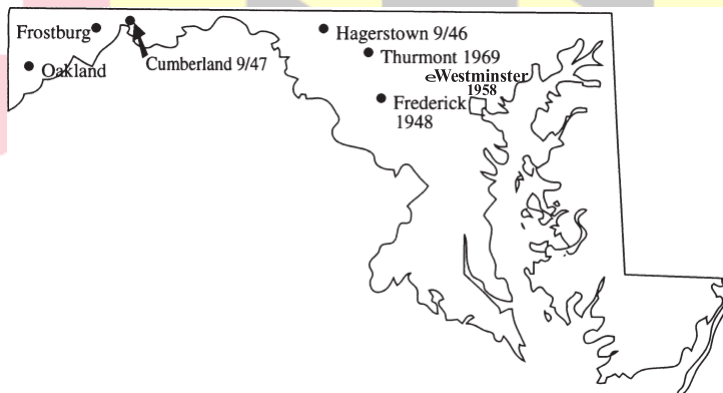 Frostburg
Hagerstown 9/46
Thurmont 1969
Oakland
Cumberland 9/47
Westminster
1958
Frederick
1948